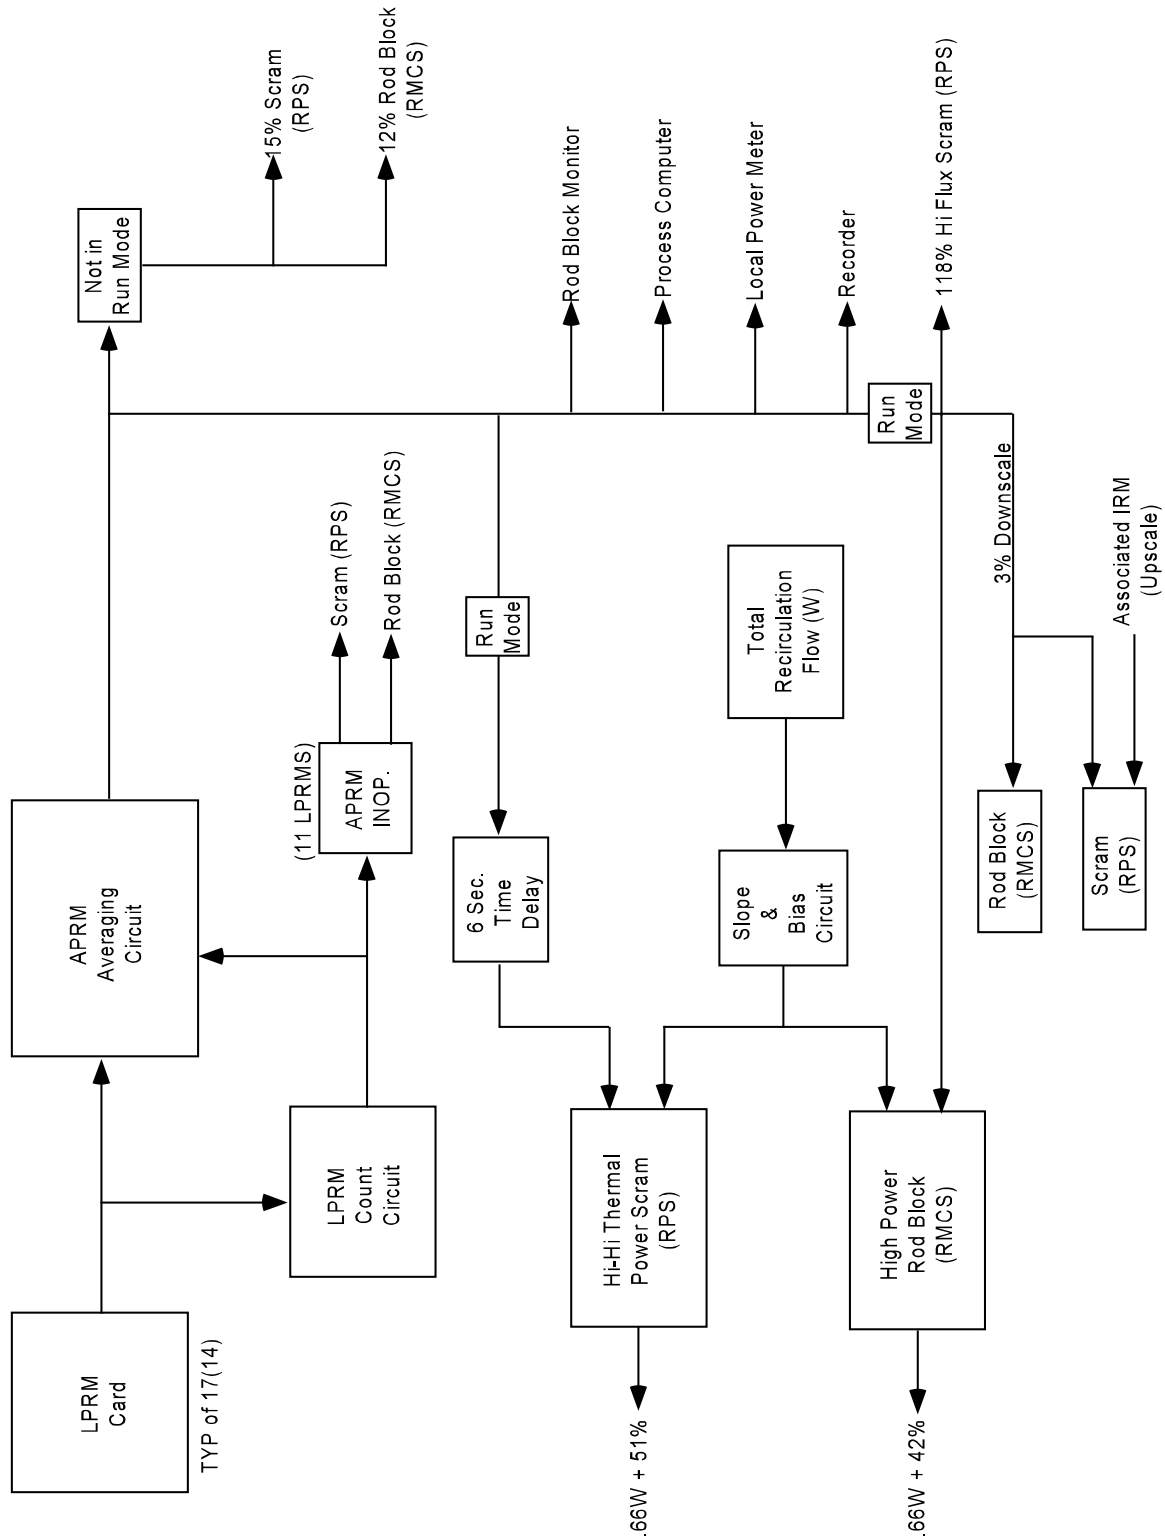 LPRM
Card
TYP of 17(14)
LPRM
Count
Circuit
APRM
Averaging
Circuit
(11 LPRMS)
APRM
INOP.
Scram (RPS)
Rod Block (RMCS)
Not in
Run Mode
15% Scram
(RPS)
12% Rod Block
(RMCS)
Run
Mode
6 Sec.
Time
Delay
Hi-Hi Thermal
Power Scram
(RPS)
.66W + 51%
Total
Recirculation
Flow (W)
Slope
&
Bias
Circuit
High Power
Rod Block
(RMCS)
.66W + 42%
Rod Block Monitor
Process Computer
Local Power Meter
Recorder
118% Hi Flux Scram (RPS)
Run
Mode
3% Downscale
Rod Block
(RMCS)
Scram
(RPS)
Associated IRM
(Upscale)